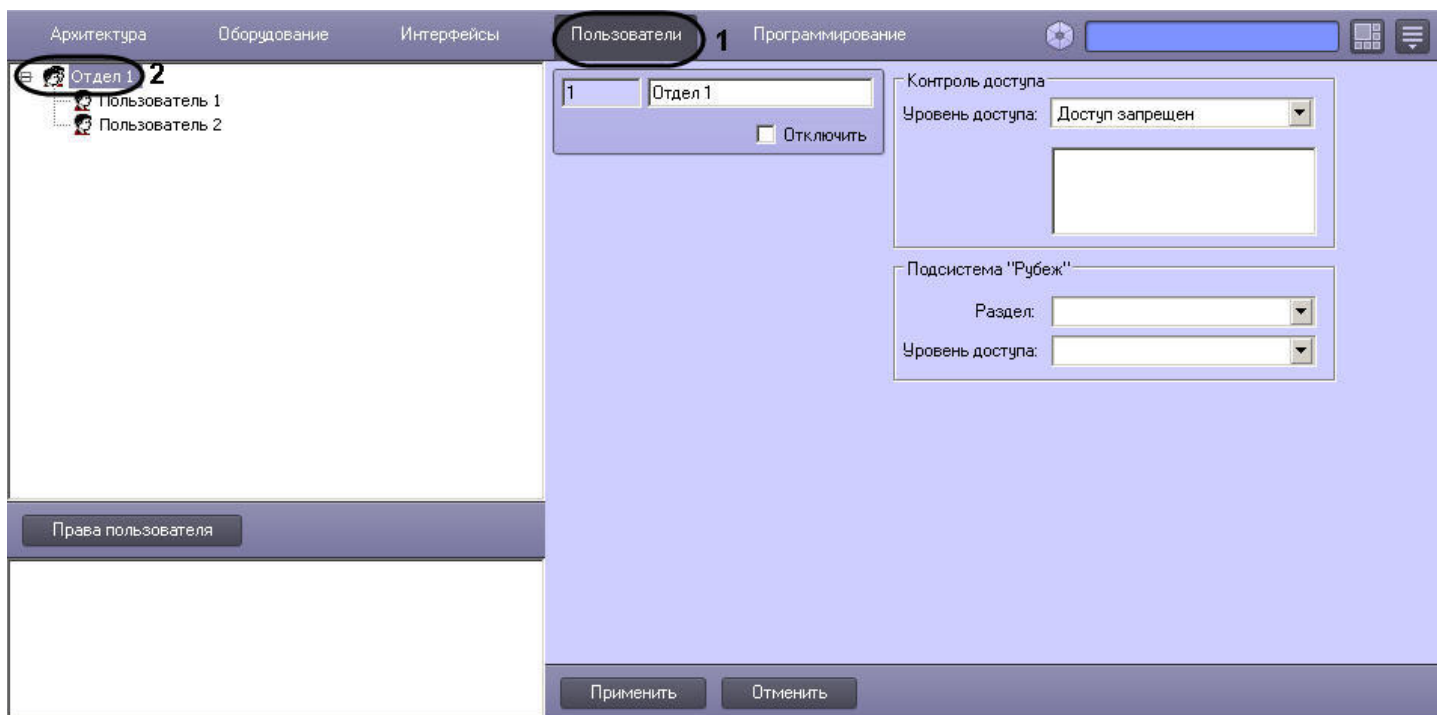 Архитектура Оборудование Интерфейсы Пользователи 1 Программирование
Отдел 1 2
Пользователь 1
Пользователь 2
Права пользователя
1 Отдел 1
Отключить
Контроль доступа
Уровень доступа: Доступ запрещен
Подсистема "Рубеж"
Раздел:
Уровень доступа:
Применить Отменить